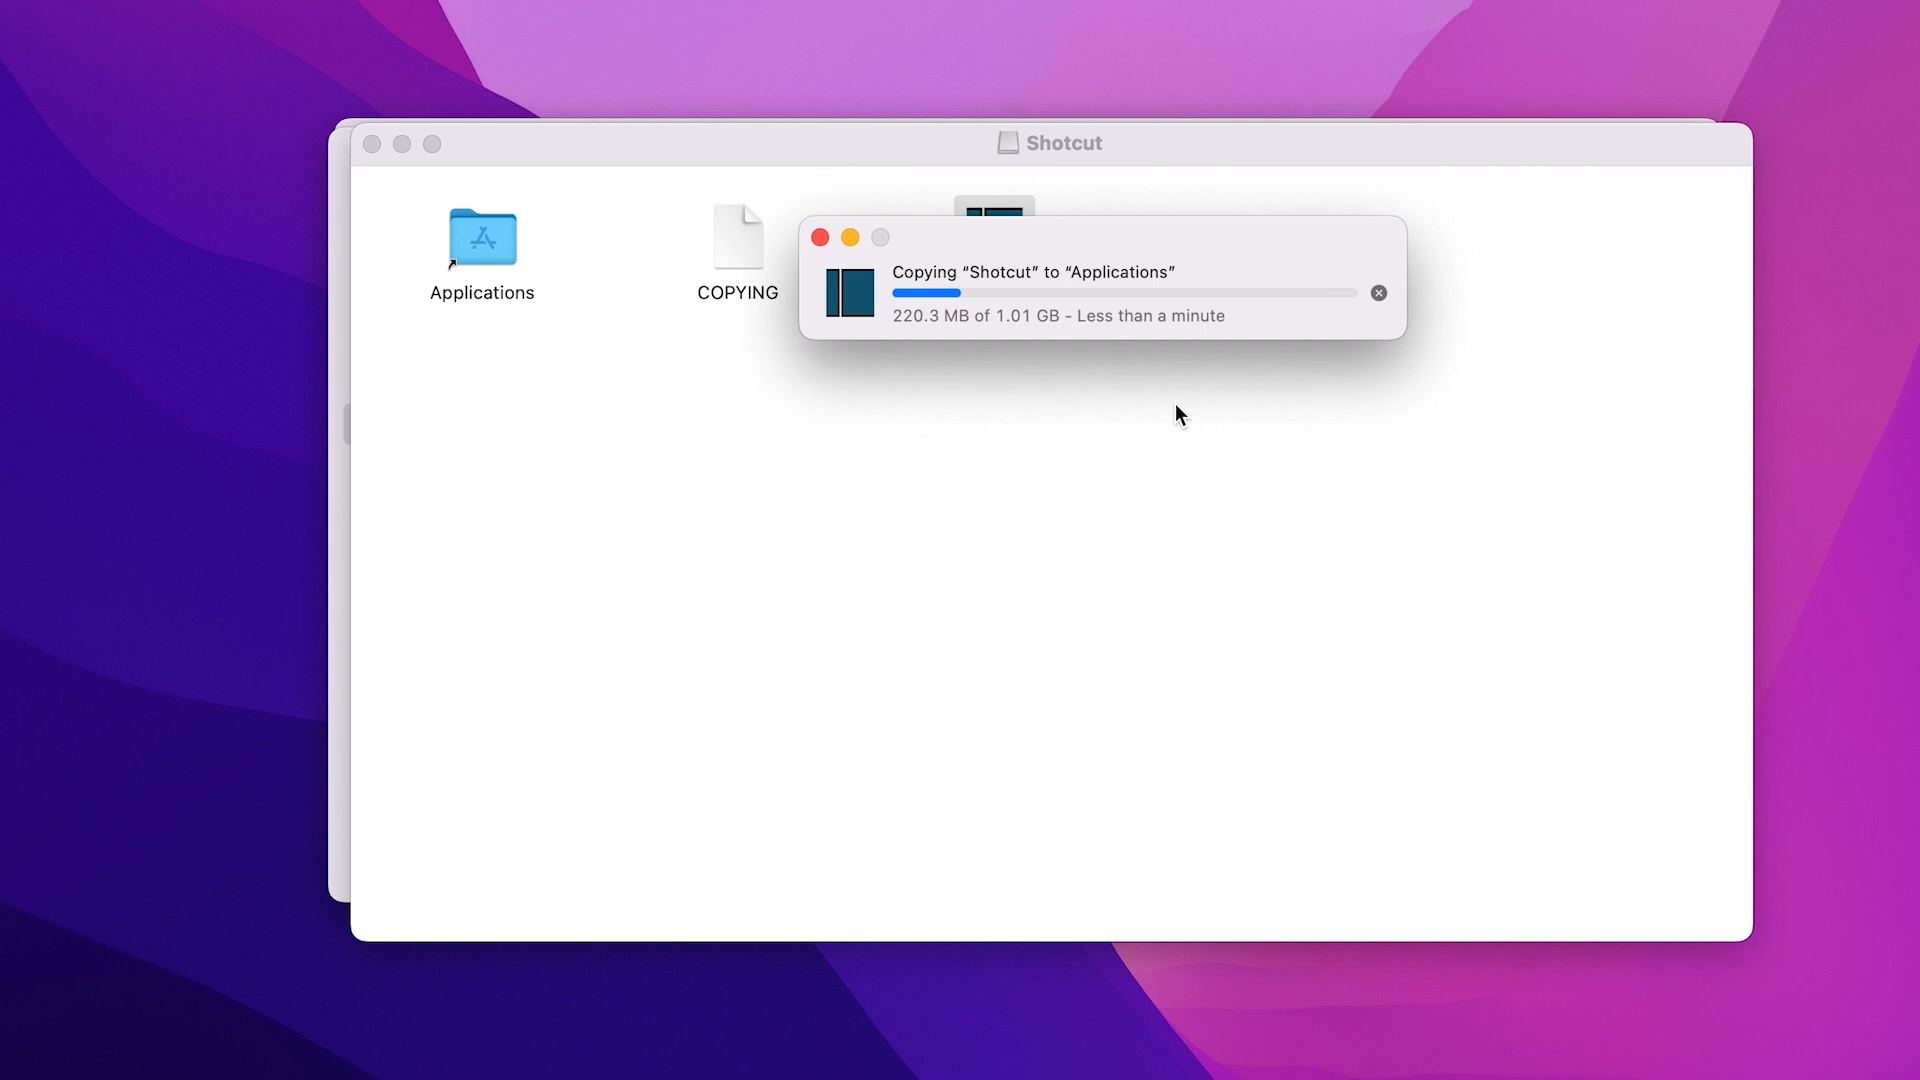 Shotcut
Copying “Shotcut” to “Applications”
220.3 MB of 1.01 GB - Less than a minute
Applications
COPYING